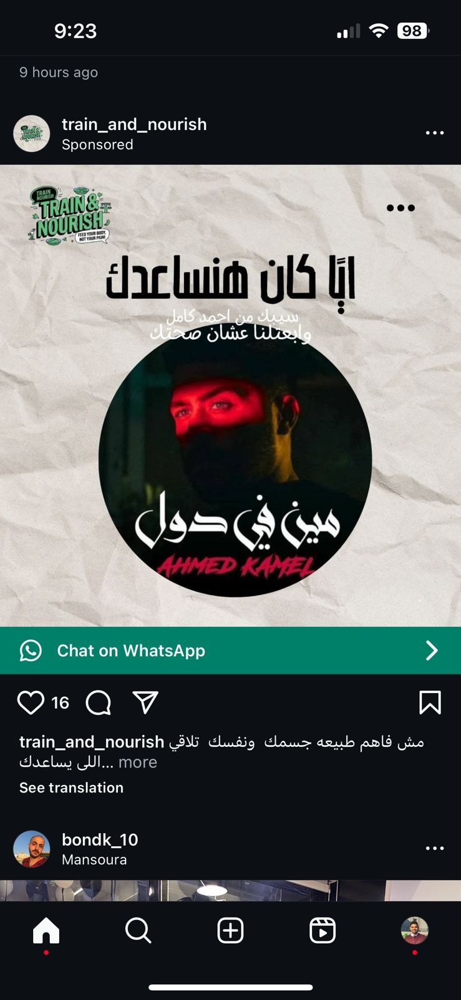 9:23
98
9 hours ago
train_and_nourish
Sponsored
TRAIN
NOURISH
TRAIN &
NOURISH
FEED YOUR BODY,
NOT YOUR PAIN!
ايًا كان هنساعدك
سيبك من احمد كامل
وابعتلنا عشان صحتك
مين في دول
AHMED KAMEL
Chat on WhatsApp
16
train_and_nourish مش فاهم طبيعه جسمك ونفسك تلاقي
اللى يساعدك... more
See translation
bondk_10
Mansoura